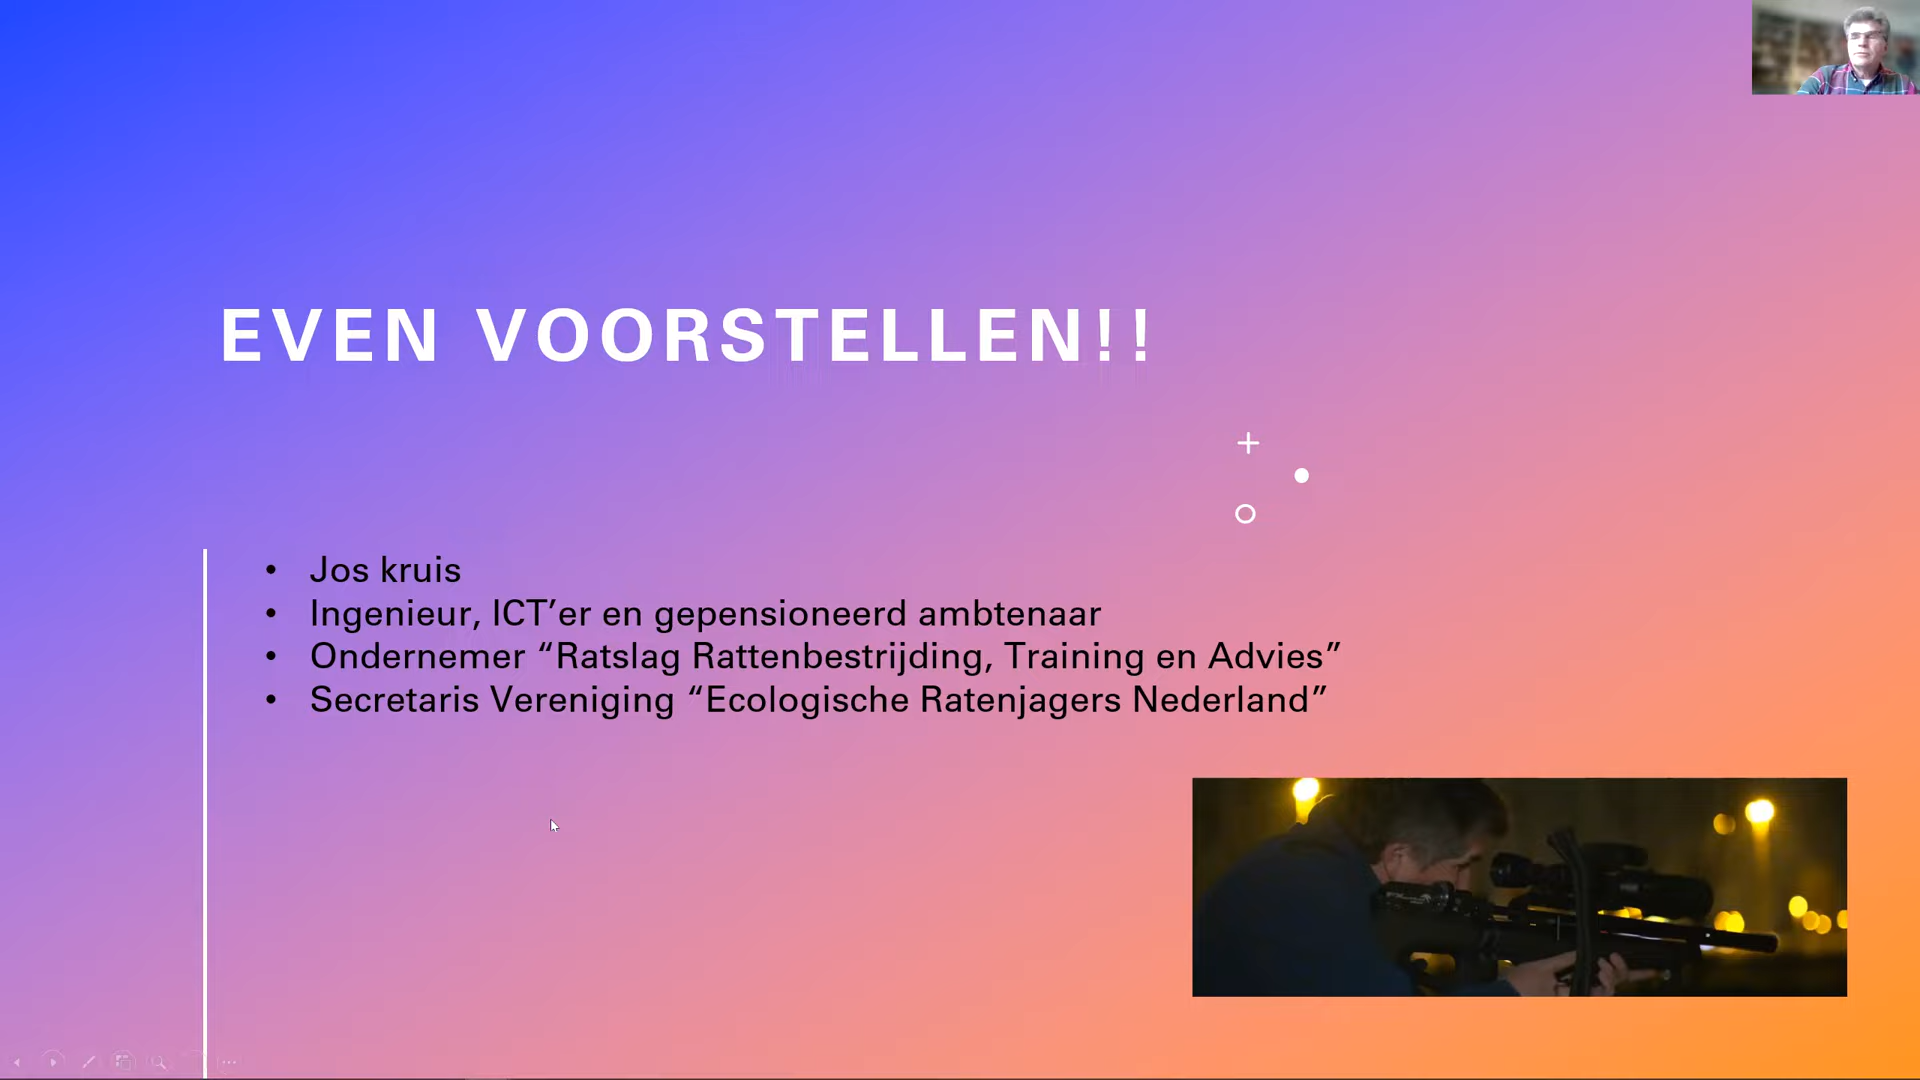 EVEN VOORSTELLEN!!
• Jos kruis
• Ingenieur, ICT’er en gepensioneerd ambtenaar
• Ondernemer “Ratslag Rattenbestrijding, Training en Advies”
• Secretaris Vereniging “Ecologische Ratenjagers Nederland”